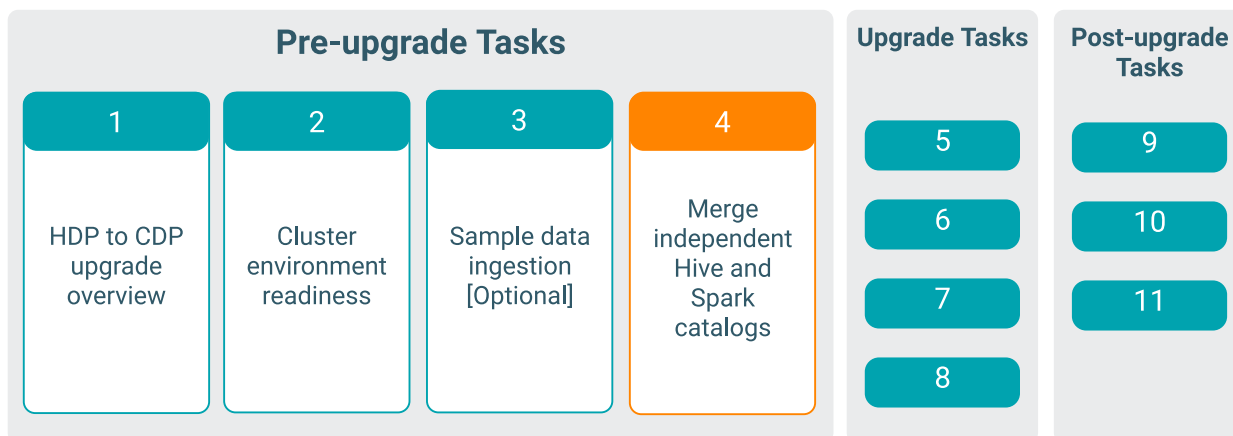 Pre-upgrade Tasks
1
HDP to CDP
upgrade
overview
2
Cluster
environment
readiness
3
Sample data
ingestion
[Optional]
4
Merge
independent
Hive and
Spark
catalogs
Upgrade Tasks
5
6
7
8
Post-upgrade
Tasks
9
10
11